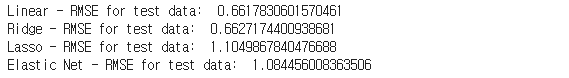 Linear - RMSE for test data:  0.6617830601570461
Ridge - RMSE for test data:  0.6627174400938681
Lasso - RMSE for test data:  1.1049867840476688
Elastic Net - RMSE for test data:  1.084456008363506